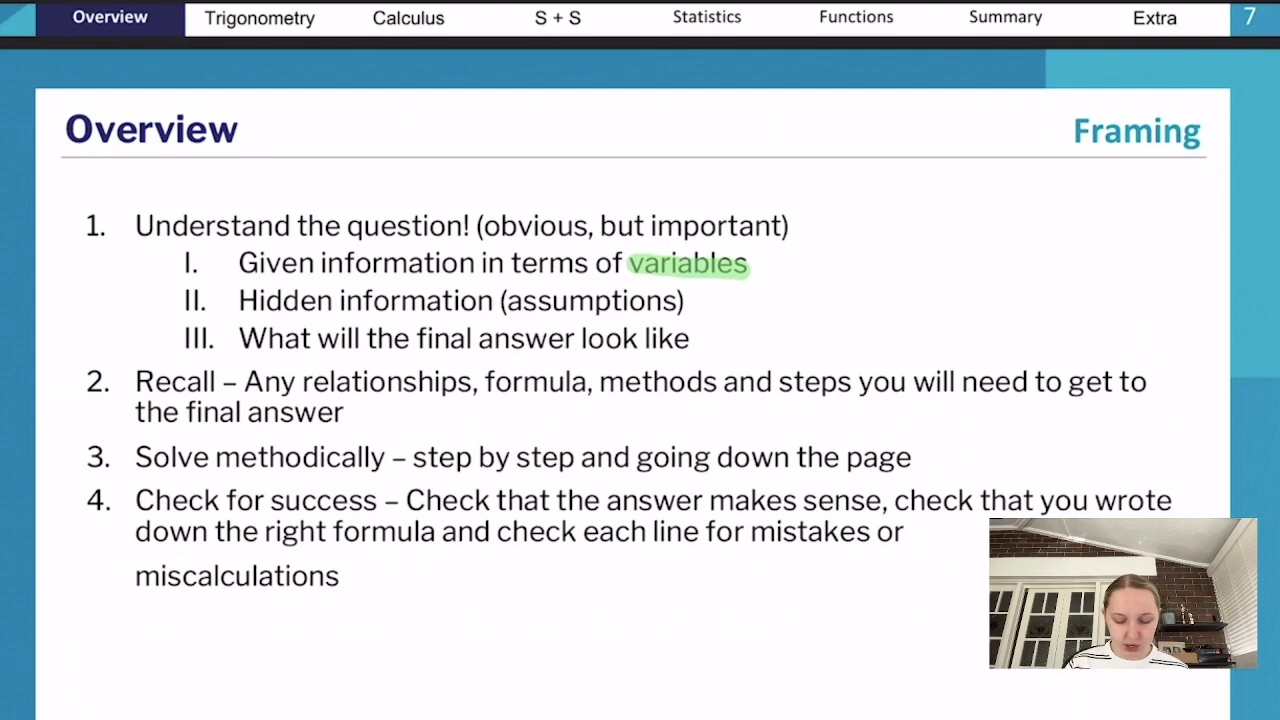 Overview Trigonometry Calculus S + S Statistics Functions Summary Extra 7
Overview Framing
1. Understand the question! (obvious, but important)
I. Given information in terms of variables
II. Hidden information (assumptions)
III. What will the final answer look like
2. Recall – Any relationships, formula, methods and steps you will need to get to
the final answer
3. Solve methodically – step by step and going down the page
4. Check for success – Check that the answer makes sense, check that you wrote
down the right formula and check each line for mistakes or
miscalculations